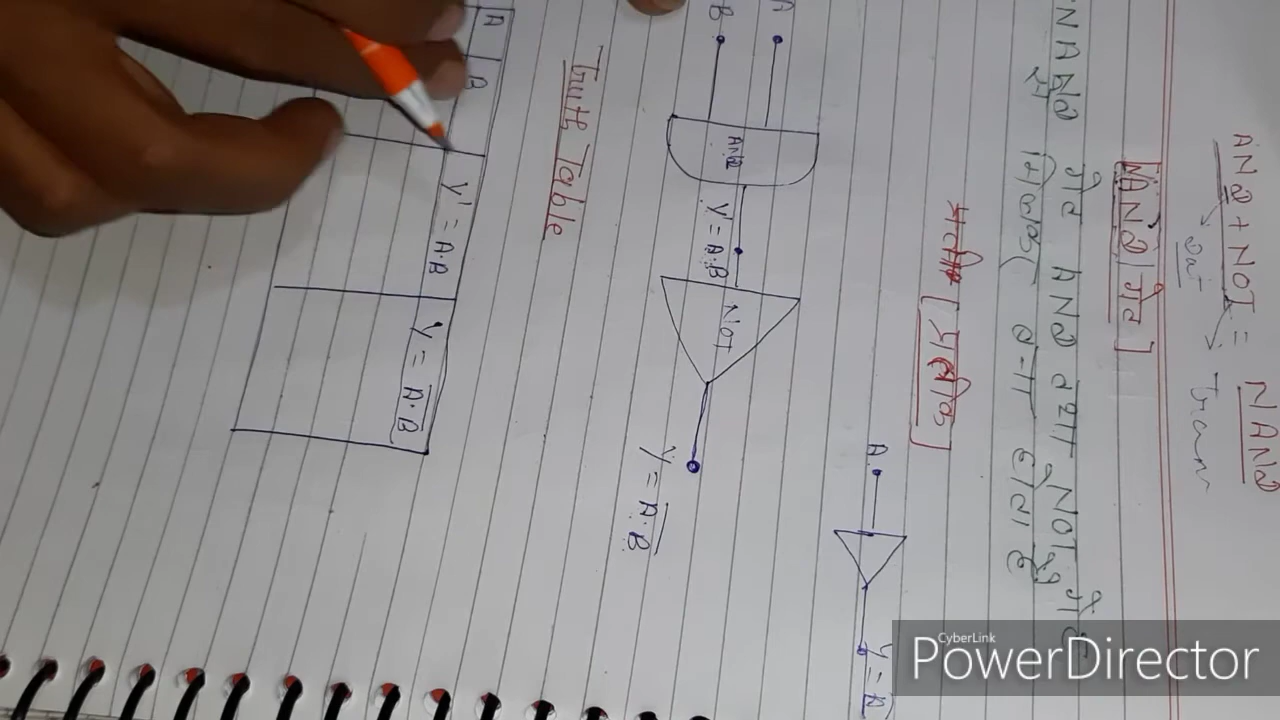 AND + NOT = NAND
[NAND गेट]
NAND गेट AND तथा NOT गेट
से मिलकर बना होता है
[प्रतीक]
A
Y = A
A
B
AND
Y' = A·B
NOT
Y = A·B
Truth Table
A B Y' = A·B Y = A·B
CyberLink
PowerDirector